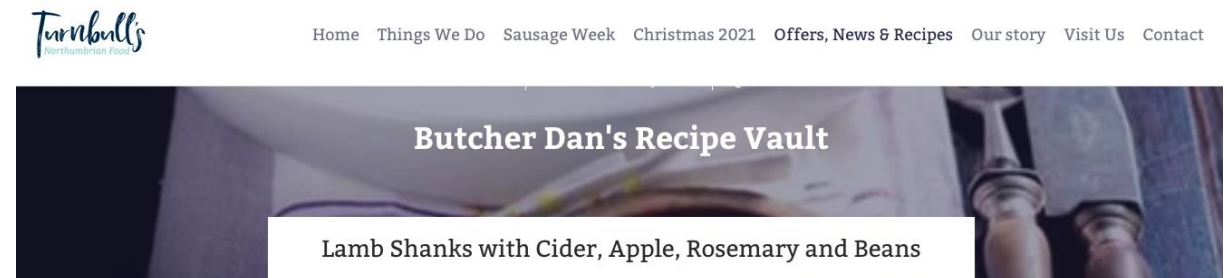 Turnbull's
Northumbrian Food
Home Things We Do Sausage Week Christmas 2021 Offers, News & Recipes Our story Visit Us Contact
Butcher Dan's Recipe Vault
Lamb Shanks with Cider, Apple, Rosemary and Beans